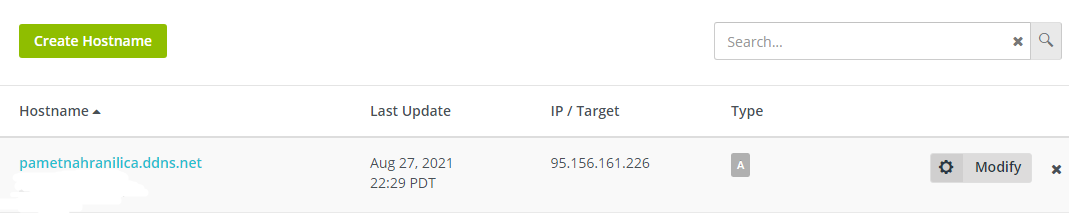 Create Hostname
Search...
Hostname Last Update IP / Target Type
pametnahranilica.ddns.net Aug 27, 2021 95.156.161.226 A Modify
22:29 PDT